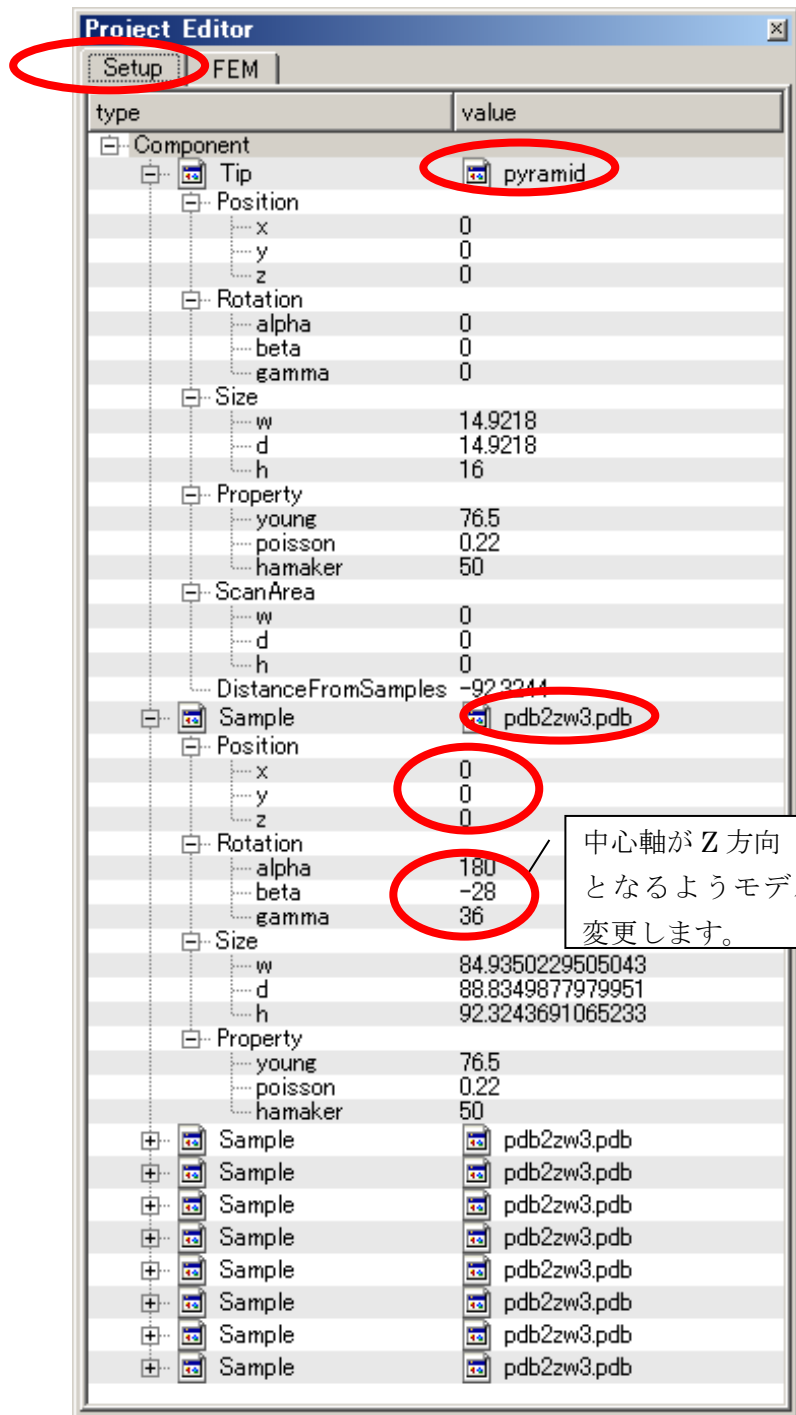 Project Editor
Setup FEM
type value
Component
Tip pyramid
Position
x 0
y 0
z 0
Rotation
alpha 0
beta 0
gamma 0
Size
w 14.9218
d 14.9218
h 16
Property
young 76.5
poisson 0.22
hamaker 50
ScanArea
w 0
d 0
h 0
DistanceFromSamples -92.3244
Sample pdb2zw3.pdb
Position
x 0
y 0
z 0
Rotation
alpha 180
beta -28
gamma 36
中心軸が Z 方向
となるようモデ
変更します。
Size
w 84.9350229505043
d 88.8349877979951
h 92.3243691065233
Property
young 76.5
poisson 0.22
hamaker 50
Sample pdb2zw3.pdb
Sample pdb2zw3.pdb
Sample pdb2zw3.pdb
Sample pdb2zw3.pdb
Sample pdb2zw3.pdb
Sample pdb2zw3.pdb
Sample pdb2zw3.pdb
Sample pdb2zw3.pdb